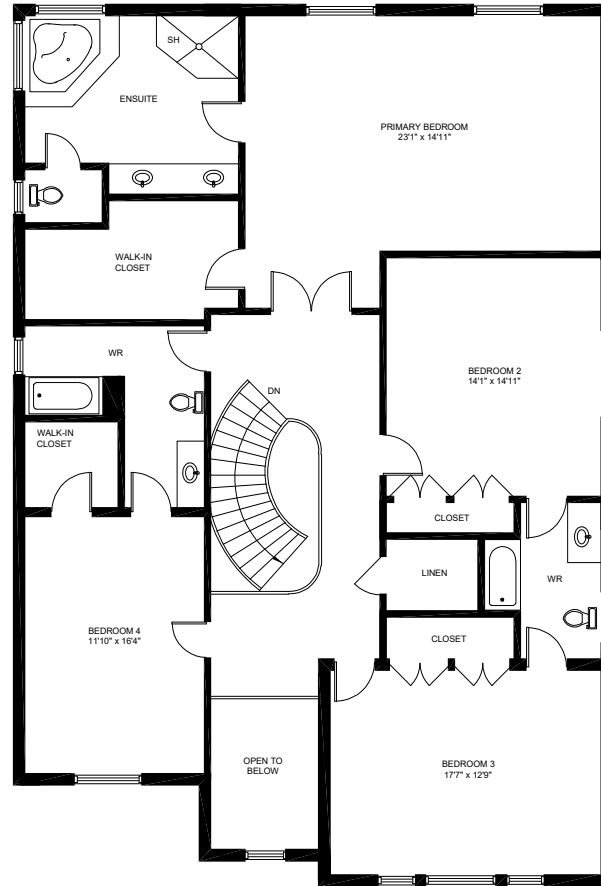 SH
ENSUITE
PRIMARY BEDROOM
23'1" x 14'11"
WALK-IN
CLOSET
WR
BEDROOM 2
14'1" x 14'11"
DN
WALK-IN
CLOSET
CLOSET
LINEN
WR
BEDROOM 4
11'10" x 16'4"
CLOSET
OPEN TO
BELOW
BEDROOM 3
17'7" x 12'9"